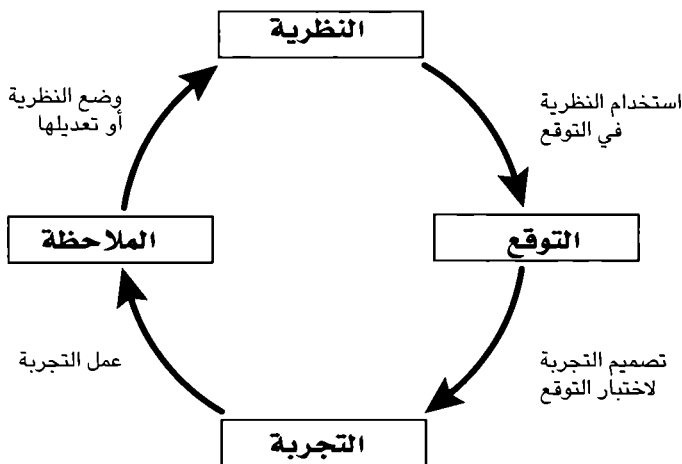 النظرية
استخدام النظرية
في التوقع
وضع النظرية
أو تعديلها
التوقع
الملاحظة
تصميم التجربة
لاختبار التوقع
عمل التجربة
التجربة